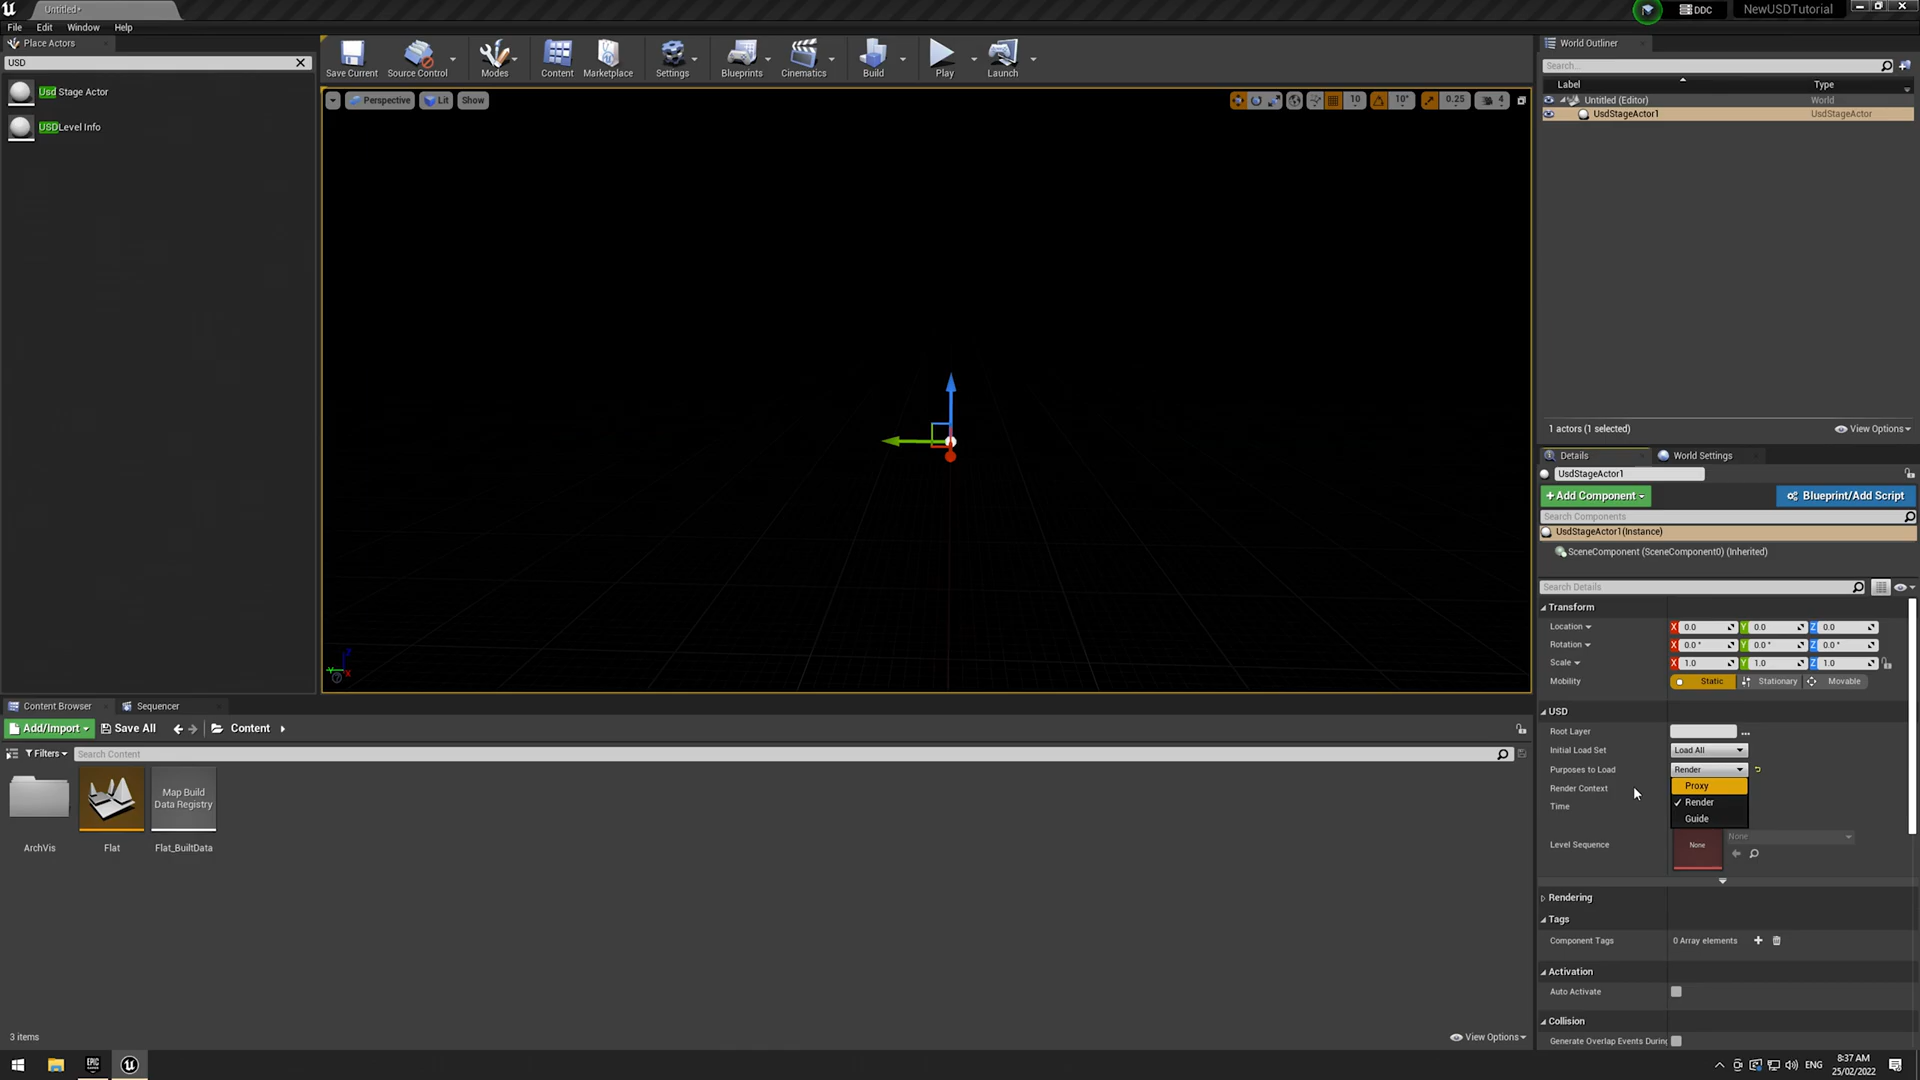 Untitled*
DDC
NewUSDTutorial
File
Edit
Window
Help
Place Actors
USD
Usd Stage Actor
USDLevel Info
Save Current
Source Control
Modes
Content
Marketplace
Settings
Blueprints
Cinematics
Build
Play
Launch
Perspective
Lit
Show
10
10°
0.25
4
World Outliner
Search...
Label
Type
Untitled (Editor)
World
UsdStageActor1
UsdStageActor
1 actors (1 selected)
View Options
Details
World Settings
UsdStageActor1
+Add Component
Blueprint/Add Script
Search Components
UsdStageActor1(Instance)
SceneComponent (SceneComponent0) (Inherited)
Search Details
Transform
Location
X 0.0 Y 0.0 Z 0.0
Rotation
X 0.0 ° Y 0.0 ° Z 0.0 °
Scale
X 1.0 Y 1.0 Z 1.0
Mobility
Static
Stationary
Movable
USD
Root Layer
...
Initial Load Set
Load All
Purposes to Load
Render
Render Context
Proxy
Render
Guide
Time
Level Sequence
None
None
Rendering
Tags
Component Tags
0 Array elements
Activation
Auto Activate
Collision
Generate Overlap Events During
Content Browser
Sequencer
Add/Import
Save All
Content
Filters
Search Content
Map Build
Data Registry
ArchVis
Flat
Flat_BuiltData
3 items
View Options
EPIC
ENG
8:37 AM
25/02/2022